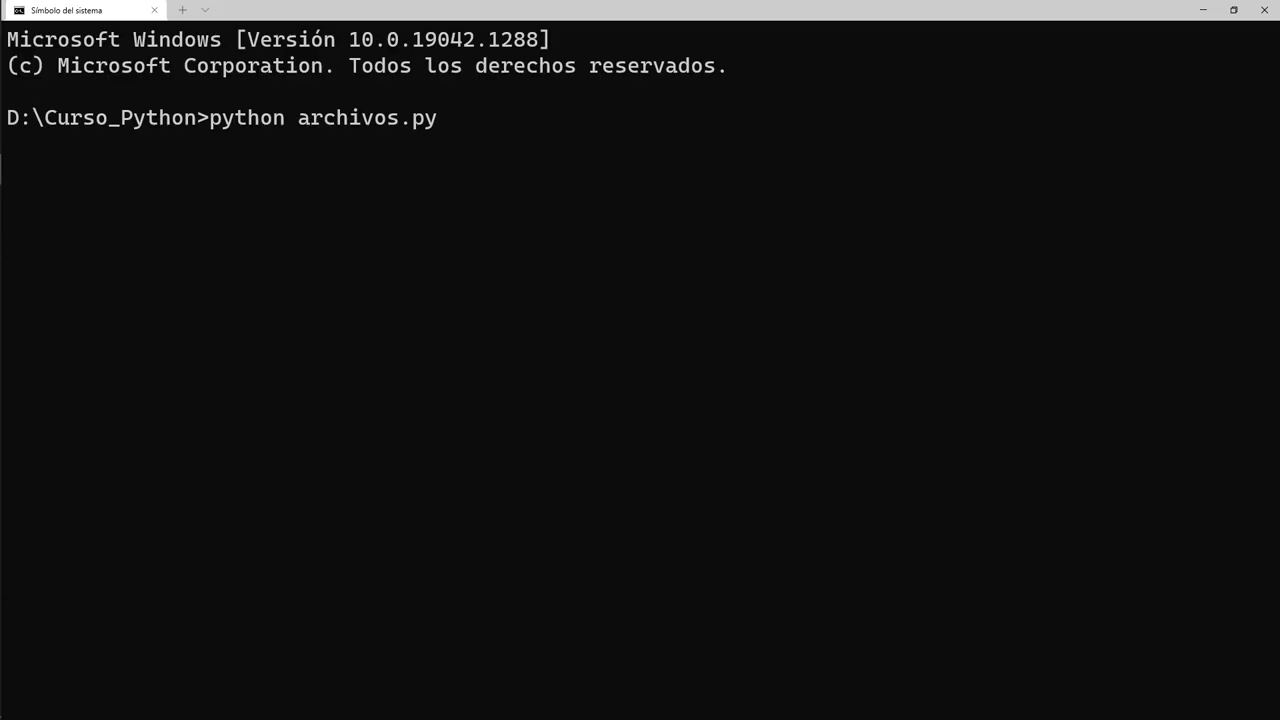 Símbolo del sistema
Microsoft Windows [Versión 10.0.19042.1288]
(c) Microsoft Corporation. Todos los derechos reservados.
D:\Curso_Python>python archivos.py